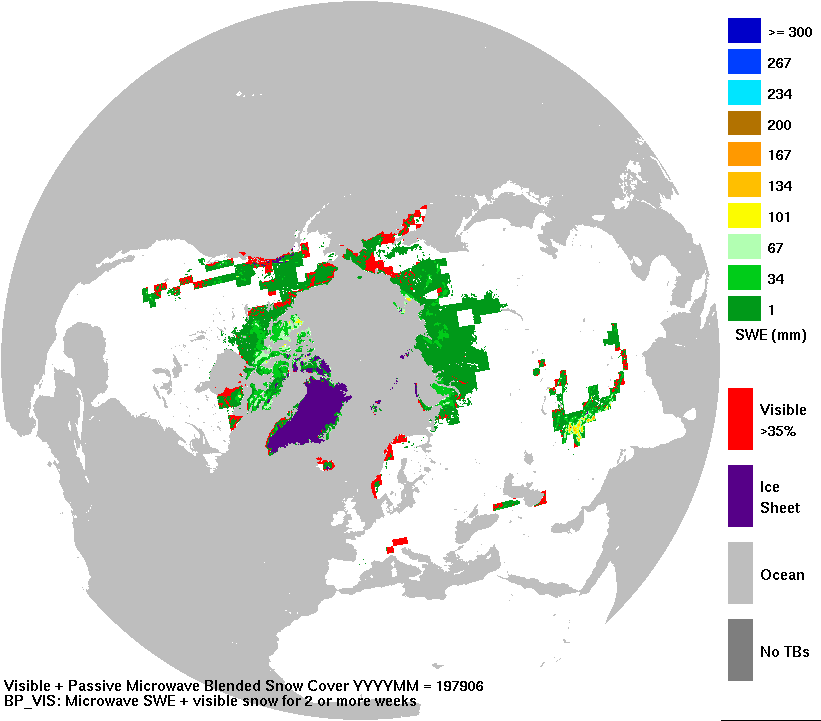 >= 300
267
234
200
167
134
101
67
34
1
SWE (mm)
Visible
>35%
Ice
Sheet
Ocean
No TBs
Visible + Passive Microwave Blended Snow Cover YYYYMM = 197906
BP_VIS: Microwave SWE + visible snow for 2 or more weeks